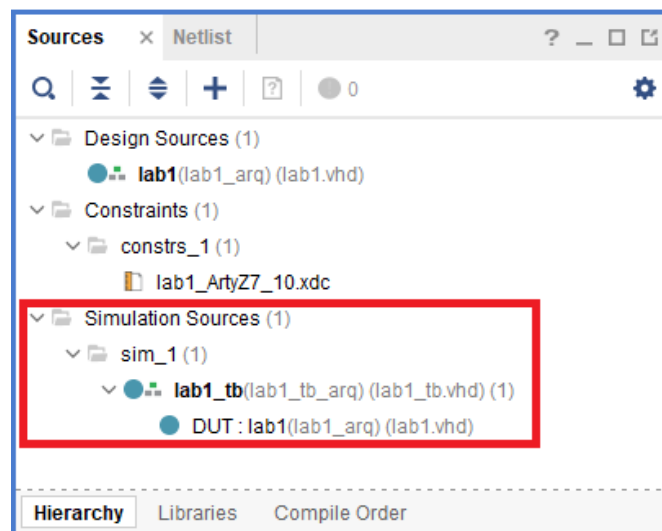 Sources × Netlist ?
? 0
Design Sources (1)
lab1(lab1_arq) (lab1.vhd)
Constraints (1)
constrs_1 (1)
lab1_ArtyZ7_10.xdc
Simulation Sources (1)
sim_1 (1)
lab1_tb(lab1_tb_arq) (lab1_tb.vhd) (1)
DUT : lab1(lab1_arq) (lab1.vhd)
Hierarchy Libraries Compile Order